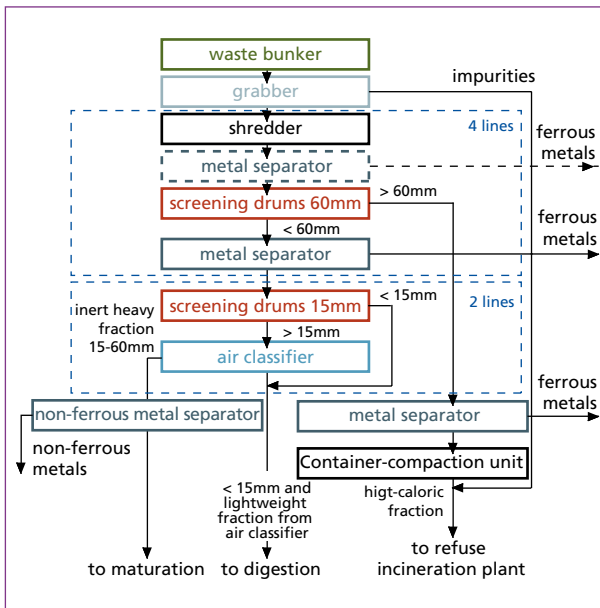 waste bunker
impurities
grabber
shredder
4 lines
ferrous
metals
metal separator
> 60mm
screening drums 60mm
< 60mm
ferrous
metals
metal separator
< 15mm
2 lines
screening drums 15mm
inert heavy
fraction
15-60mm
> 15mm
air classifier
ferrous
metals
non-ferrous metal separator
metal separator
non-ferrous
metals
Container-compaction unit
higt-caloric
fraction
< 15mm and
lightweight
fraction from
air classifier
to refuse
incineration plant
to maturation
to digestion